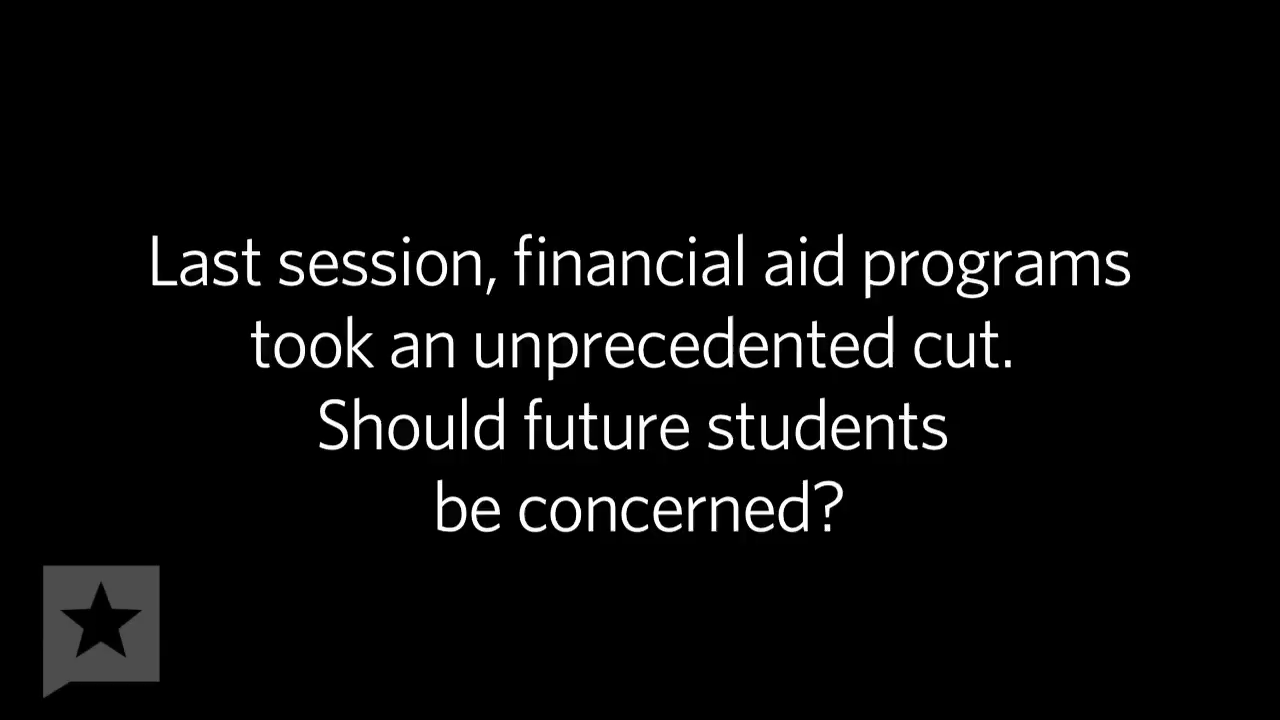 Last session, financial aid programs
took an unprecedented cut.
Should future students
be concerned?